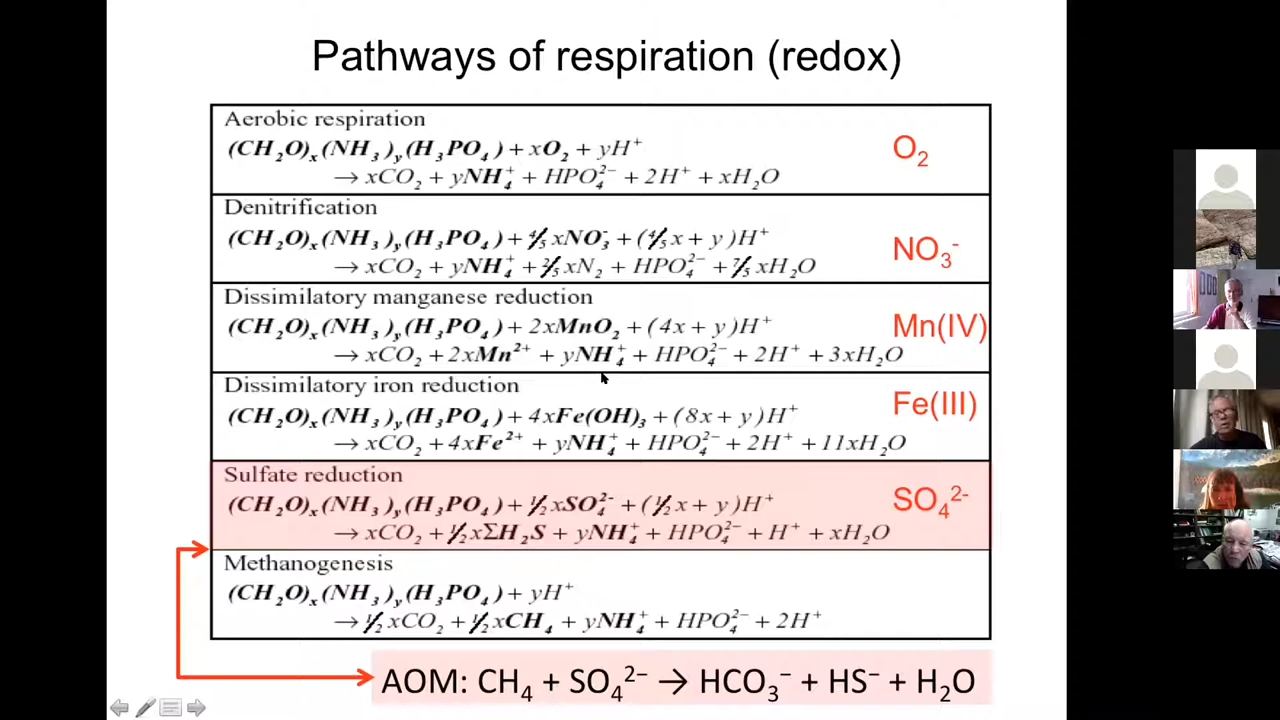 Pathways of respiration (redox)
Aerobic respiration
(CH₂O)ₓ(NH₃)ᵧ(H₃PO₄) + xO₂ + yH⁺
→ xCO₂ + yNH₄⁺ + HPO₄²⁻ + 2H⁺ + xH₂O
O₂
Denitrification
(CH₂O)ₓ(NH₃)ᵧ(H₃PO₄) + ⅘xNO₃⁻ + (⅘x + y)H⁺
→ xCO₂ + yNH₄⁺ + ⅖xN₂ + HPO₄²⁻ + 7/5xH₂O
NO₃⁻
Dissimilatory manganese reduction
(CH₂O)ₓ(NH₃)ᵧ(H₃PO₄) + 2xMnO₂ + (4x + y)H⁺
→ xCO₂ + 2xMn²⁺ + yNH₄⁺ + HPO₄²⁻ + 2H⁺ + 3xH₂O
Mn(IV)
Dissimilatory iron reduction
(CH₂O)ₓ(NH₃)ᵧ(H₃PO₄) + 4xFe(OH)₃ + (8x + y)H⁺
→ xCO₂ + 4xFe²⁺ + yNH₄⁺ + HPO₄²⁻ + 2H⁺ + 11xH₂O
Fe(III)
Sulfate reduction
(CH₂O)ₓ(NH₃)ᵧ(H₃PO₄) + ½xSO₄²⁻ + (½x + y)H⁺
→ xCO₂ + ½xΣH₂S + yNH₄⁺ + HPO₄²⁻ + H⁺ + xH₂O
SO₄²⁻
Methanogenesis
(CH₂O)ₓ(NH₃)ᵧ(H₃PO₄) + yH⁺
→ ½xCO₂ + ½xCH₄ + yNH₄⁺ + HPO₄²⁻ + 2H⁺
AOM: CH₄ + SO₄²⁻ → HCO₃⁻ + HS⁻ + H₂O